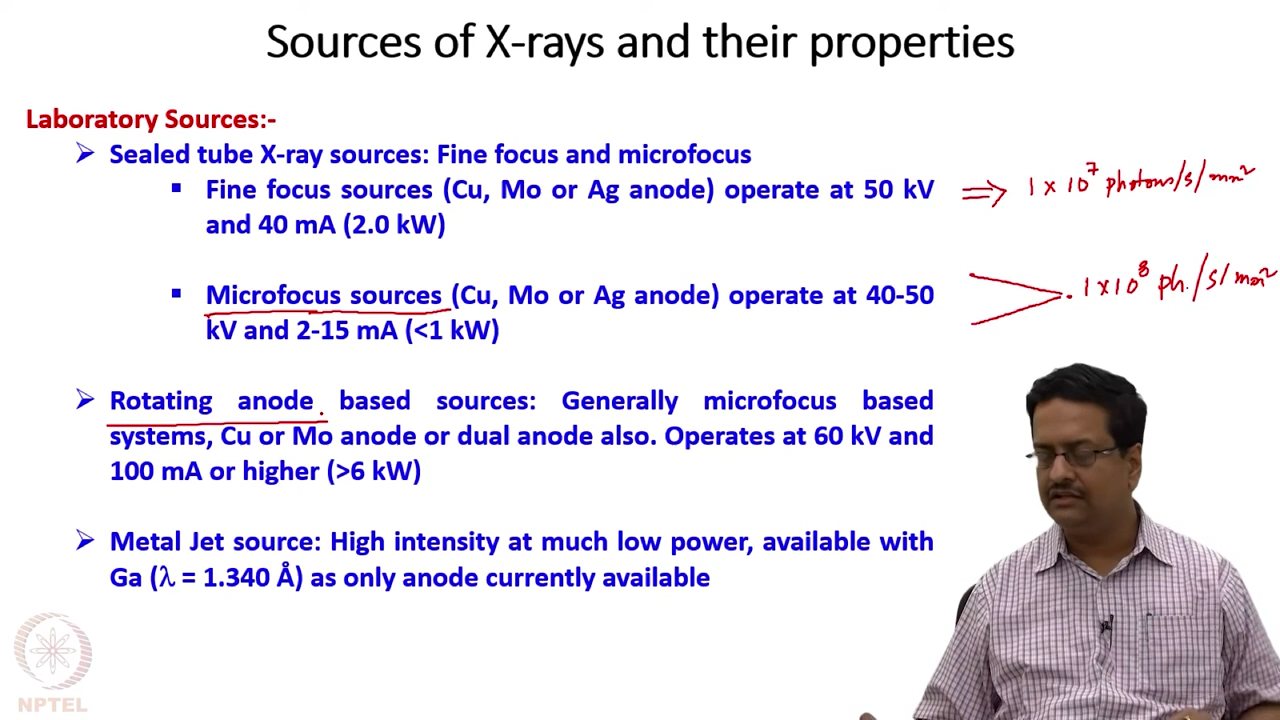 Sources of X-rays and their properties
Laboratory Sources:-
➢ Sealed tube X-ray sources: Fine focus and microfocus
▪ Fine focus sources (Cu, Mo or Ag anode) operate at 50 kV
and 40 mA (2.0 kW)
⇒ 1 x 10⁷ photons/s/mm²
▪ Microfocus sources (Cu, Mo or Ag anode) operate at 40-50
kV and 2-15 mA (<1 kW)
1 x 10⁸ ph./s/mm²
➢ Rotating anode based sources: Generally microfocus based
systems, Cu or Mo anode or dual anode also. Operates at 60 kV and
100 mA or higher (>6 kW)
➢ Metal Jet source: High intensity at much low power, available with
Ga (λ = 1.340 Å) as only anode currently available
NPTEL